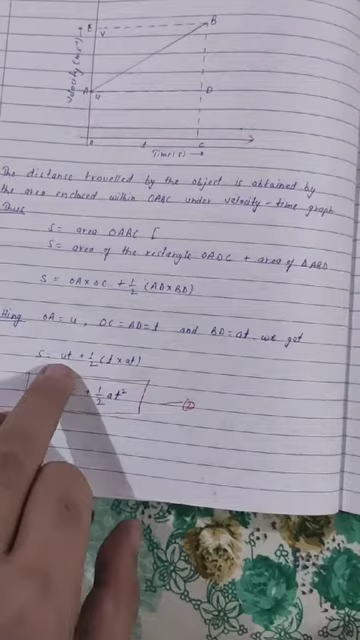 E v B
Velocity (ms⁻¹)
A u D
t C
Time (s) →
The distance travelled by the object is obtained by
the area enclosed within OABC under velocity-time graph
Thus
S = area OABC [
S = area of the rectangle OADC + area of ΔABD
S = OA×OC + 1/2 (AD×BD)
OA = u, OC = AD = t and BD = at, we get
S = ut + 1/2 (t × at)
+ 1/2 at² — ②